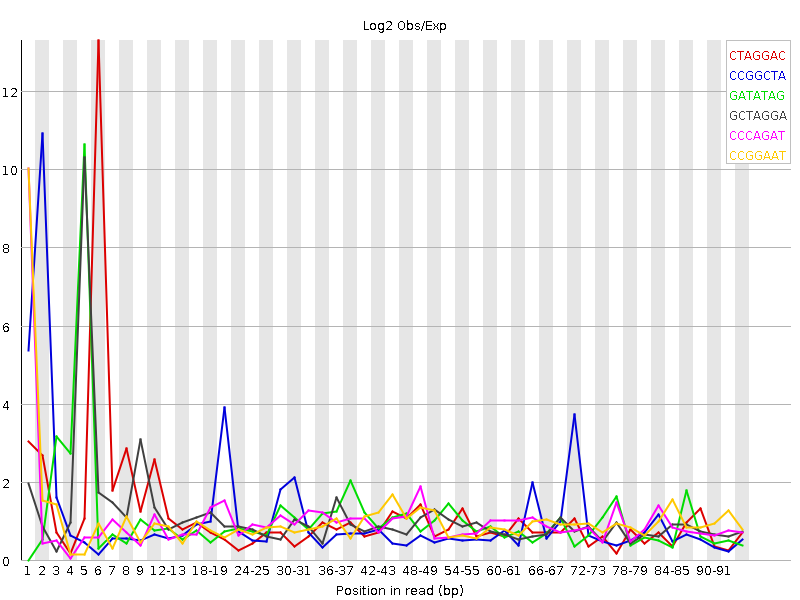 Log2 Obs/Exp
CTAGGAC
CCGGCTA
GATATAG
GCTAGGA
CCCAGAT
CCGGAAT
12
10
8
6
4
2
0
1 2 3 4 5 6 7 8 9 12-13 18-19 24-25 30-31 36-37 42-43 48-49 54-55 60-61 66-67 72-73 78-79 84-85 90-91
Position in read (bp)